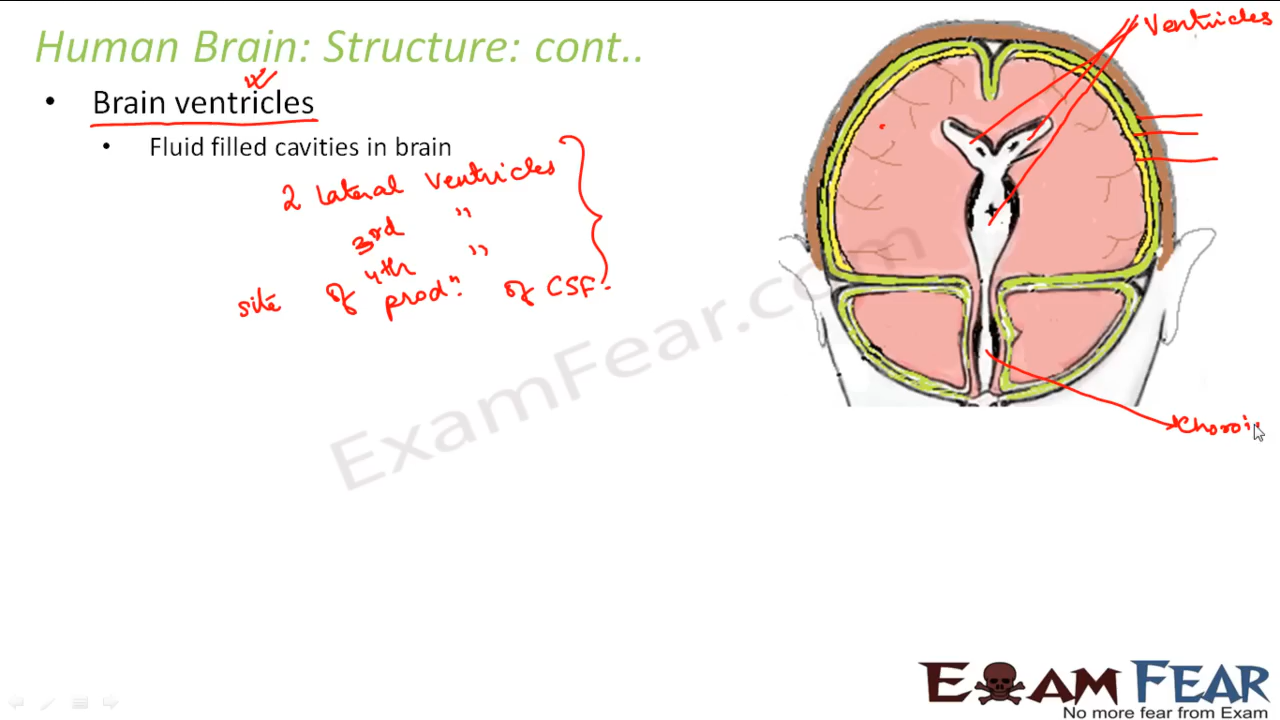 Human Brain: Structure: cont..
Ventricles
• Brain ventricles
• Fluid filled cavities in brain
2 Lateral Ventricles
3rd "
4th "
site of prodⁿ. of CSF.
Choroi
ExamFear.com
EXAM FEAR
No more fear from Exam